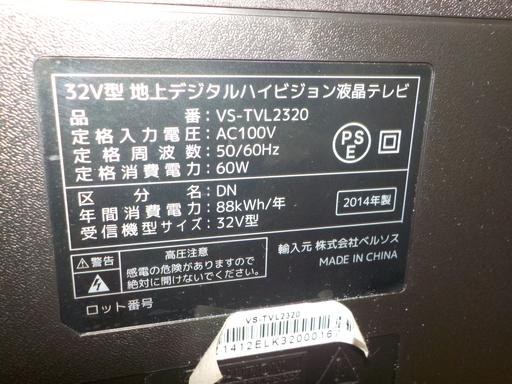 32V型 地上デジタルハイビジョン液晶テレビ
品番：VS-TVL2320
定格入力電圧：AC100V
定格周波数：50/60Hz
定格消費電力：60W
PSE
区分名：DN
年間消費電力：88kWh/年
受信機型サイズ：32V型
2014年製
⚠警告
高圧注意
感電の危険がありますので
絶対に開けないでください。
輸入元 株式会社ベルソス
MADE IN CHINA
ロット番号
VS-TVL2320